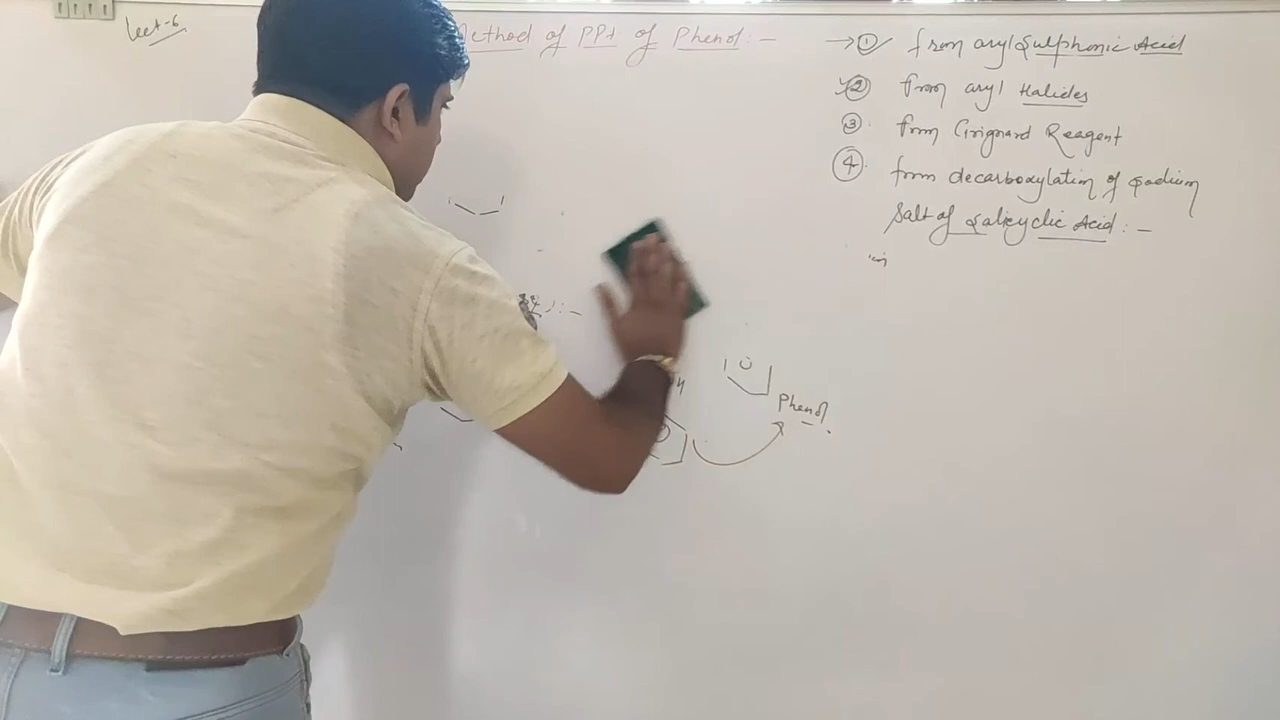 Lect-6
Method of PPt of Phenol:-
→① from aryl Sulphonic Acid
② from aryl Halides
③ from Grignard Reagent
④ from decarboxylation of Sodium
Salt of Salicyclic Acid:-
Phenol.